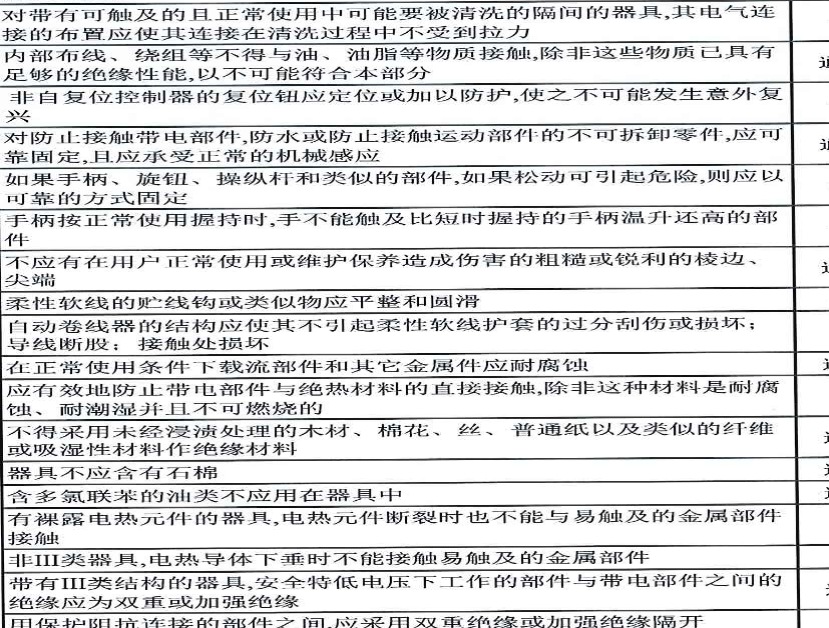 对带有可触及的且正常使用中可能要被清洗的隔间的器具,其电气连
接的布置应使其连接在清洗过程中不受到拉力
内部布线、绕组等不得与油、油脂等物质接触,除非这些物质已具有
足够的绝缘性能,以不可能符合本部分
非自复位控制器的复位钮应定位或加以防护,使之不可能发生意外复
兴
对防止接触带电部件,防水或防止接触运动部件的不可拆卸零件,应可
靠固定,且应承受正常的机械感应
如果手柄、旋钮、操纵杆和类似的部件,如果松动可引起危险,则应以
可靠的方式固定
手柄按正常使用握持时,手不能触及比短时握持的手柄温升还高的部
件
不应有在用户正常使用或维护保养造成伤害的粗糙或锐利的棱边、
尖端
柔性软线的贮线钩或类似物应平整和圆滑
自动卷线器的结构应使其不引起柔性软线护套的过分刮伤或损坏；
导线断股；接触处损坏
在正常使用条件下载流部件和其它金属件应耐腐蚀
应有效地防止带电部件与绝热材料的直接接触,除非这种材料是耐腐
蚀、耐潮湿并且不可燃烧的
不得采用未经浸渍处理的木材、棉花、丝、普通纸以及类似的纤维
或吸湿性材料作绝缘材料
器具不应含有石棉
含多氯联苯的油类不应用在器具中
有裸露电热元件的器具,电热元件断裂时也不能与易触及的金属部件
接触
非III类器具,电热导体下垂时不能接触易触及的金属部件
带有III类结构的器具,安全特低电压下工作的部件与带电部件之间的
绝缘应为双重或加强绝缘
用保护阻抗连接的部件之间,应采用双重绝缘或加强绝缘隔开